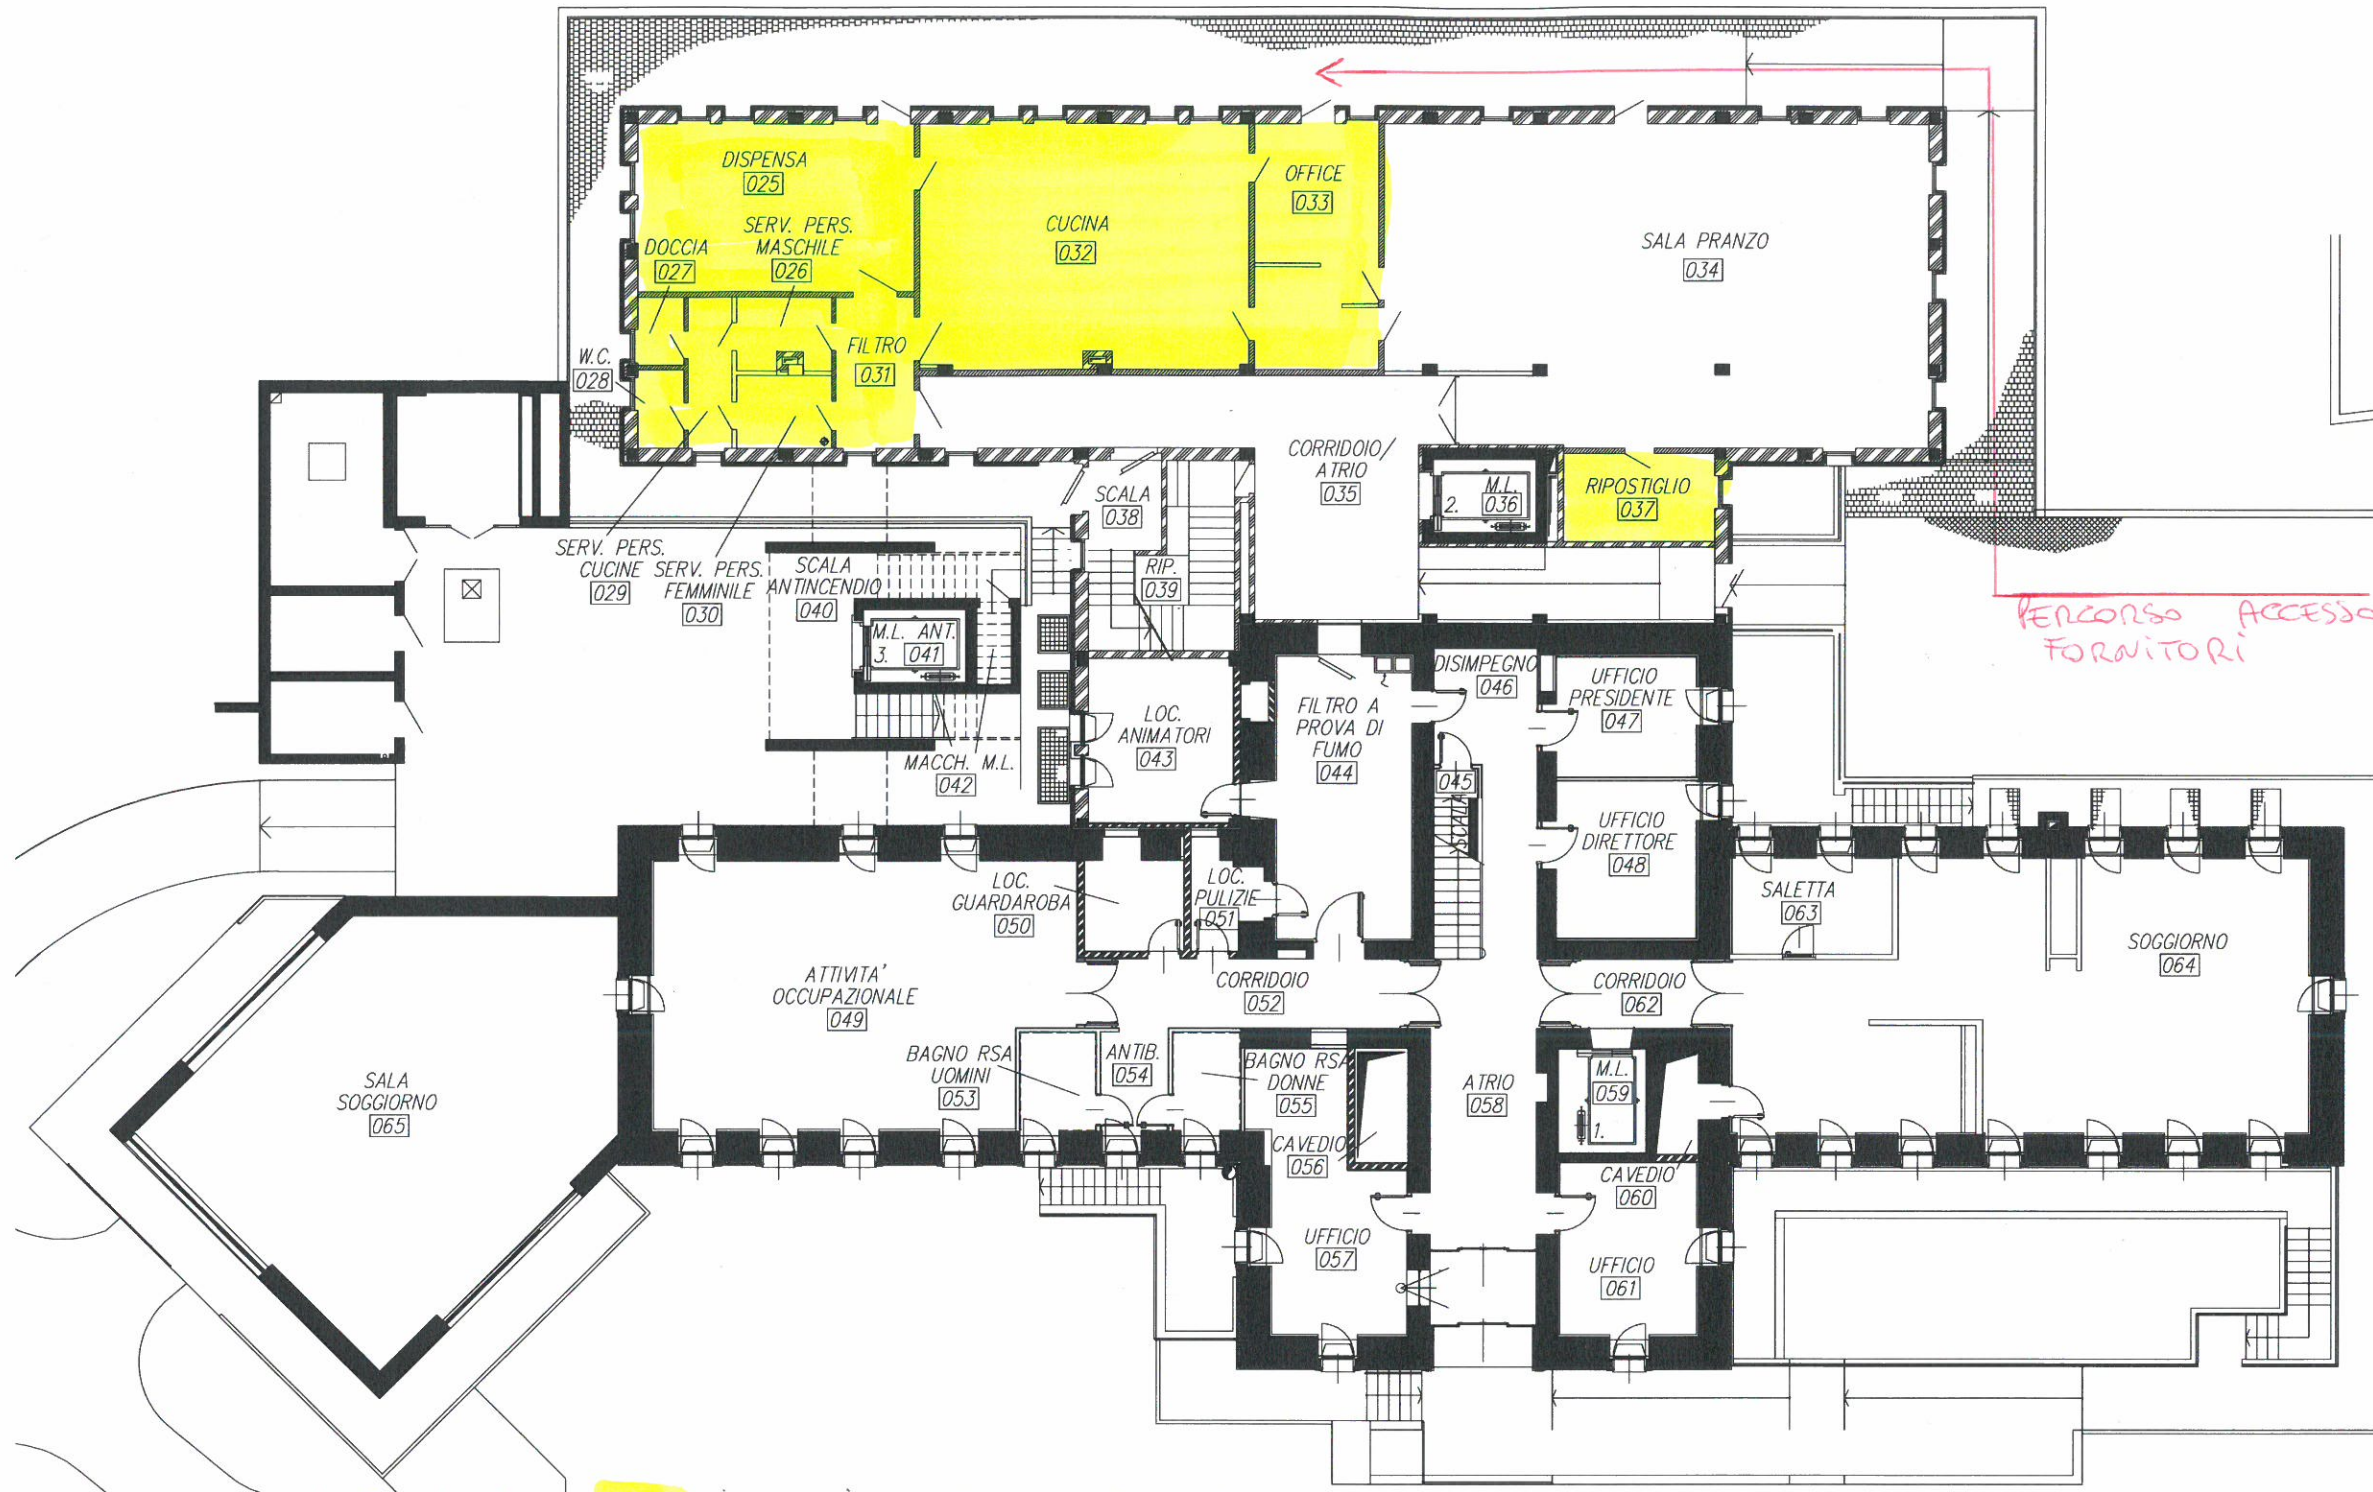 DISPENSA
025
SERV. PERS.
MASCHILE
026
DOCCIA
027
W.C.
028
FILTRO
031
CUCINA
032
OFFICE
033
SALA PRANZO
034
CORRIDOIO/
ATRIO
035
2.
M.L.
036
RIPOSTIGLIO
037
SCALA
038
RIP.
039
SERV. PERS.
CUCINE
029
SERV. PERS.
FEMMINILE
030
SCALA
ANTINCENDIO
040
M.L. ANT.
3.
041
MACCH. M.L.
042
PERCORSO ACCESSO
FORNITORI
LOC.
ANIMATORI
043
FILTRO A
PROVA DI
FUMO
044
DISIMPEGNO
046
045
SCALA
UFFICIO
PRESIDENTE
047
UFFICIO
DIRETTORE
048
LOC.
GUARDAROBA
050
LOC.
PULIZIE
051
SALETTA
063
SOGGIORNO
064
ATTIVITA'
OCCUPAZIONALE
049
CORRIDOIO
052
CORRIDOIO
062
BAGNO RSA
UOMINI
053
ANTIB.
054
BAGNO RSA
DONNE
055
CAVEDIO
056
ATRIO
058
M.L.
059
1.
CAVEDIO
060
SALA
SOGGIORNO
065
UFFICIO
057
UFFICIO
061